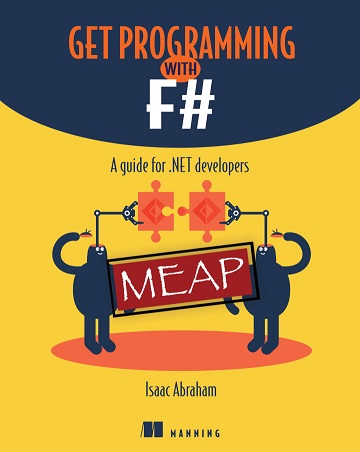 GET PROGRAMMING
WITH
F#
A guide for .NET developers
MEAP
Isaac Abraham
MANNING